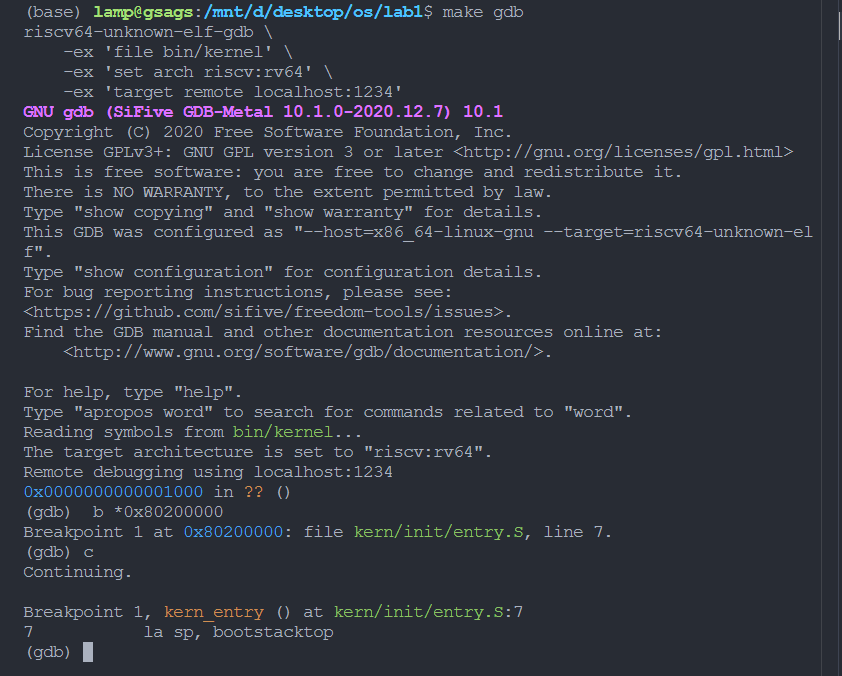 (base) lamp@gsags:/mnt/d/desktop/os/lab1$ make gdb
riscv64-unknown-elf-gdb \
    -ex 'file bin/kernel' \
    -ex 'set arch riscv:rv64' \
    -ex 'target remote localhost:1234'
GNU gdb (SiFive GDB-Metal 10.1.0-2020.12.7) 10.1
Copyright (C) 2020 Free Software Foundation, Inc.
License GPLv3+: GNU GPL version 3 or later <http://gnu.org/licenses/gpl.html>
This is free software: you are free to change and redistribute it.
There is NO WARRANTY, to the extent permitted by law.
Type "show copying" and "show warranty" for details.
This GDB was configured as "--host=x86_64-linux-gnu --target=riscv64-unknown-el
f".
Type "show configuration" for configuration details.
For bug reporting instructions, please see:
<https://github.com/sifive/freedom-tools/issues>.
Find the GDB manual and other documentation resources online at:
    <http://www.gnu.org/software/gdb/documentation/>.

For help, type "help".
Type "apropos word" to search for commands related to "word".
Reading symbols from bin/kernel...
The target architecture is set to "riscv:rv64".
Remote debugging using localhost:1234
0x0000000000001000 in ?? ()
(gdb)  b *0x80200000
Breakpoint 1 at 0x80200000: file kern/init/entry.S, line 7.
(gdb) c
Continuing.

Breakpoint 1, kern_entry () at kern/init/entry.S:7
7           la sp, bootstacktop
(gdb)